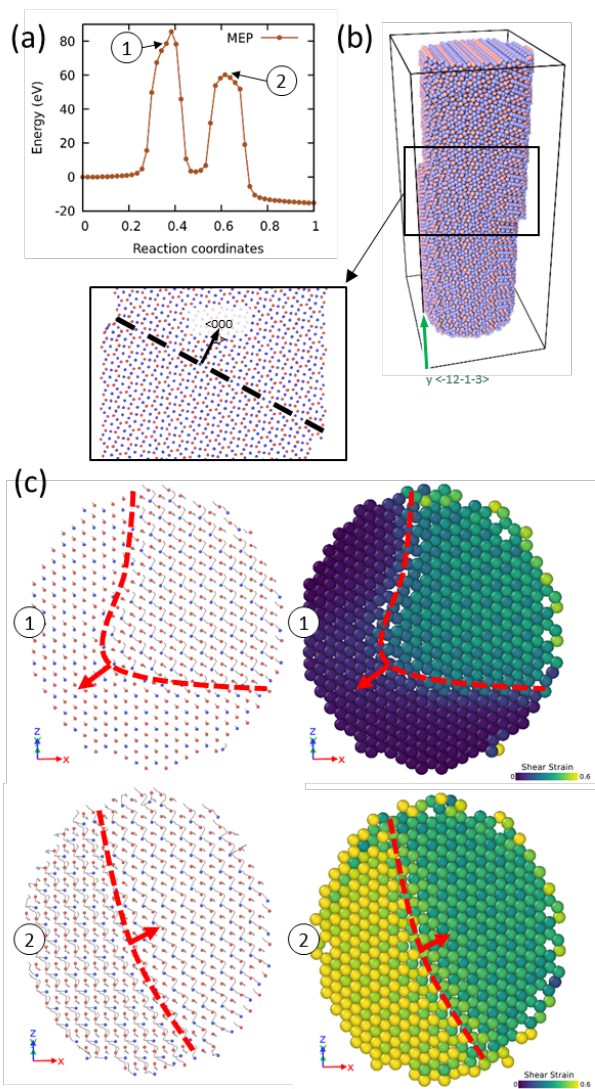 (a)
MEP
1
2
Energy (eV)
80
60
40
20
0
-20
0 0.2 0.4 0.6 0.8 1
Reaction coordinates
(b)
<000
y <-12-1-3>
(c)
1
z
x
z
x
Shear Strain
0 0.6
2
z
x
z
x
Shear Strain
0 0.6